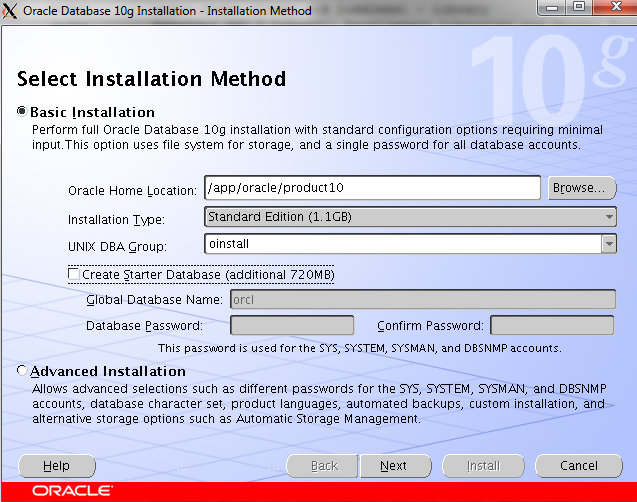 Oracle Database 10g Installation - Installation Method
10g
Select Installation Method
Basic Installation
Perform full Oracle Database 10g installation with standard configuration options requiring minimal
input.This option uses file system for storage, and a single password for all database accounts.
Oracle Home Location: /app/oracle/product10 Browse...
Installation Type: Standard Edition (1.1GB)
UNIX DBA Group: oinstall
Create Starter Database (additional 720MB)
Global Database Name: orcl
Database Password: Confirm Password:
This password is used for the SYS, SYSTEM, SYSMAN, and DBSNMP accounts.
Advanced Installation
Allows advanced selections such as different passwords for the SYS, SYSTEM, SYSMAN, and DBSNMP
accounts, database character set, product languages, automated backups, custom installation, and
alternative storage options such as Automatic Storage Management.
Help Back Next Install Cancel
ORACLE